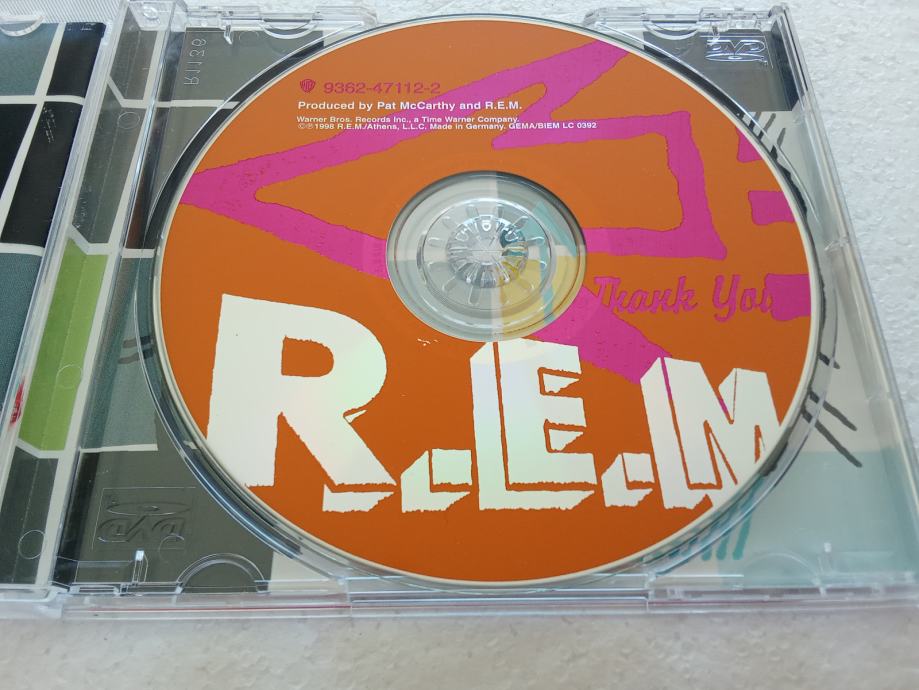 9362-47112-2
Produced by Pat McCarthy and R.E.M.
Warner Bros. Records Inc., a Time Warner Company.
©℗1998 R.E.M./Athens, L.L.C. Made in Germany. GEMA/BIEM LC 0392
Thank You
R.E.M